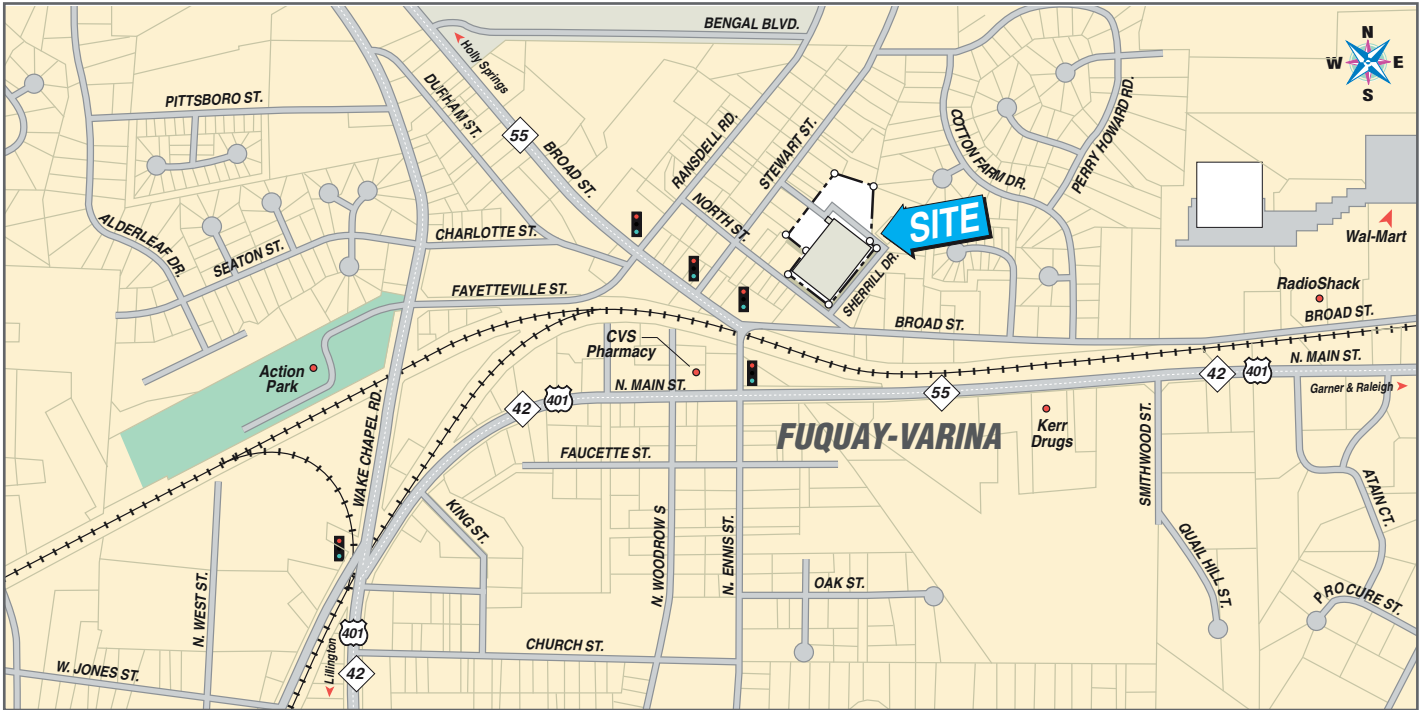 BENGAL BLVD.
N
W
E
S
Holly Springs
PITTSBORO ST.
DURHAM ST.
55
BROAD ST.
RANSDELL RD.
STEWART ST.
COTTON FARM DR.
PERRY HOWARD RD.
NORTH ST.
SITE
Wal-Mart
ALDERLEAF DR.
SEATON ST.
CHARLOTTE ST.
SHERRILL DR.
RadioShack
FAYETTEVILLE ST.
BROAD ST.
BROAD ST.
CVS
Pharmacy
N. MAIN ST.
Action
Park
N. MAIN ST.
42
401
Garner & Raleigh
42
401
55
WAKE CHAPEL RD.
FUQUAY-VARINA
Kerr
Drugs
SMITHWOOD ST.
FAUCETTE ST.
ATAIN CT.
KING ST.
N. WOODROW S
N. ENNIS ST.
QUAIL HILL ST.
N. WEST ST.
OAK ST.
PROCURE ST.
401
CHURCH ST.
Lillington
42
W. JONES ST.